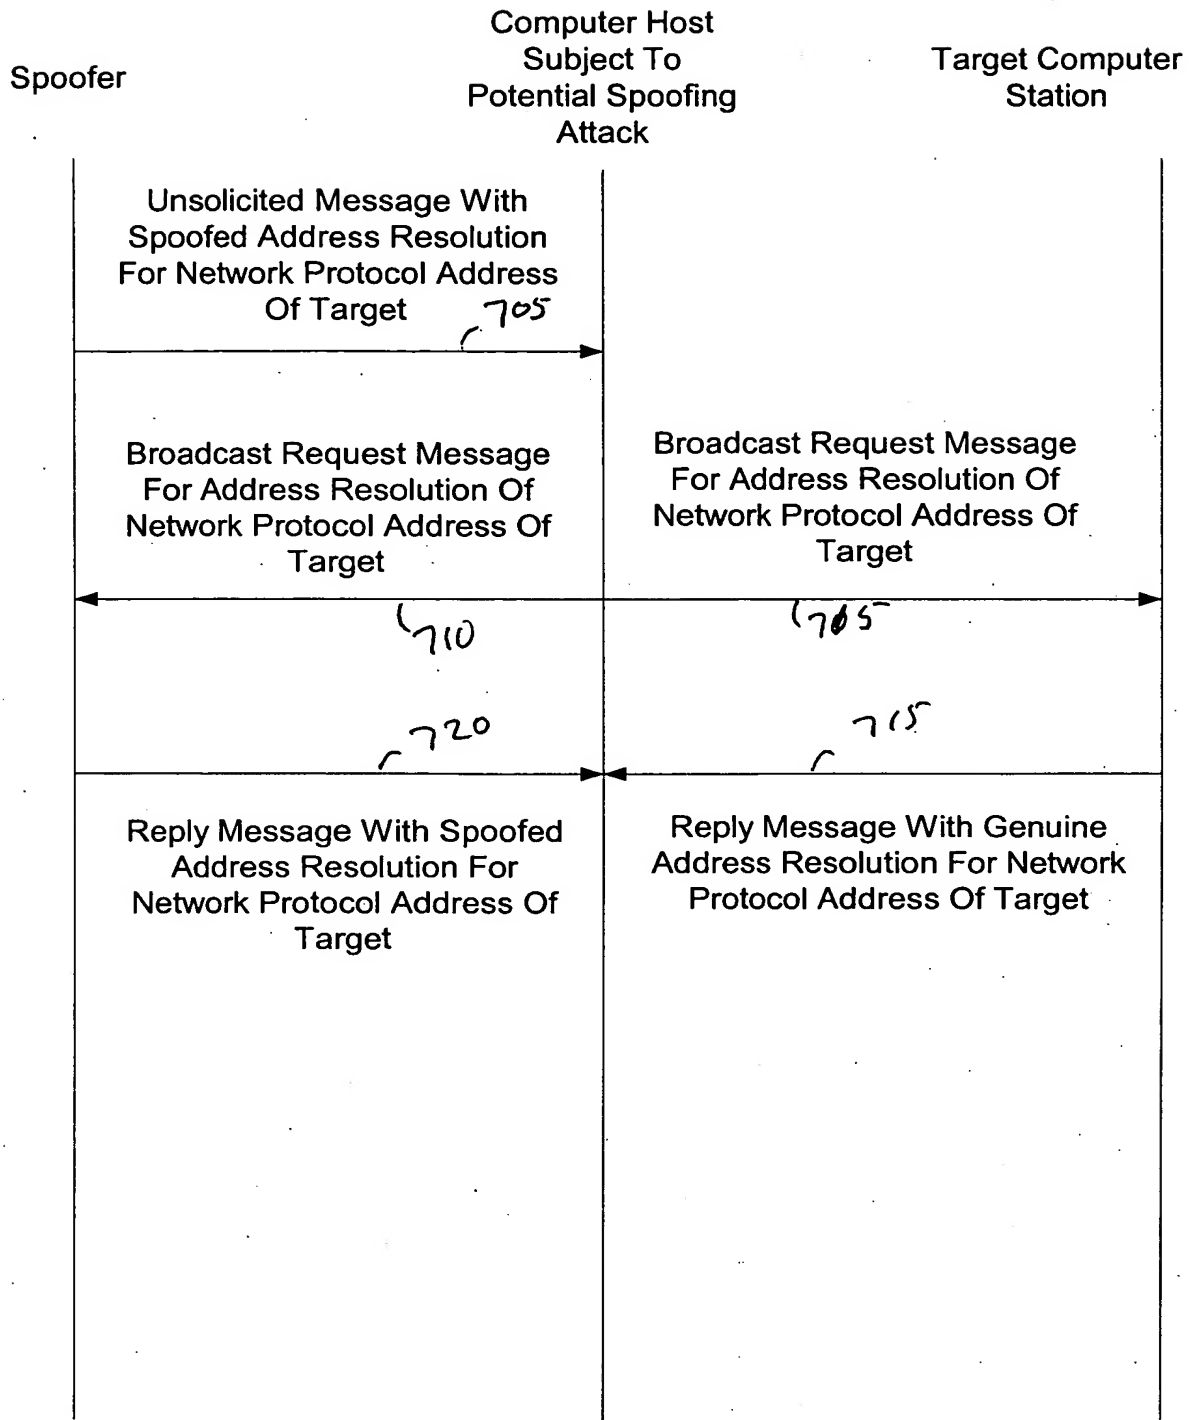 Spoofer
Computer Host
Subject To
Potential Spoofing
Attack
Target Computer
Station
Unsolicited Message With
Spoofed Address Resolution
For Network Protocol Address
Of Target
705
Broadcast Request Message
For Address Resolution Of
Network Protocol Address Of
Target
Broadcast Request Message
For Address Resolution Of
Network Protocol Address Of
Target
710
720
715
Reply Message With Spoofed
Address Resolution For
Network Protocol Address Of
Target
Reply Message With Genuine
Address Resolution For Network
Protocol Address Of Target